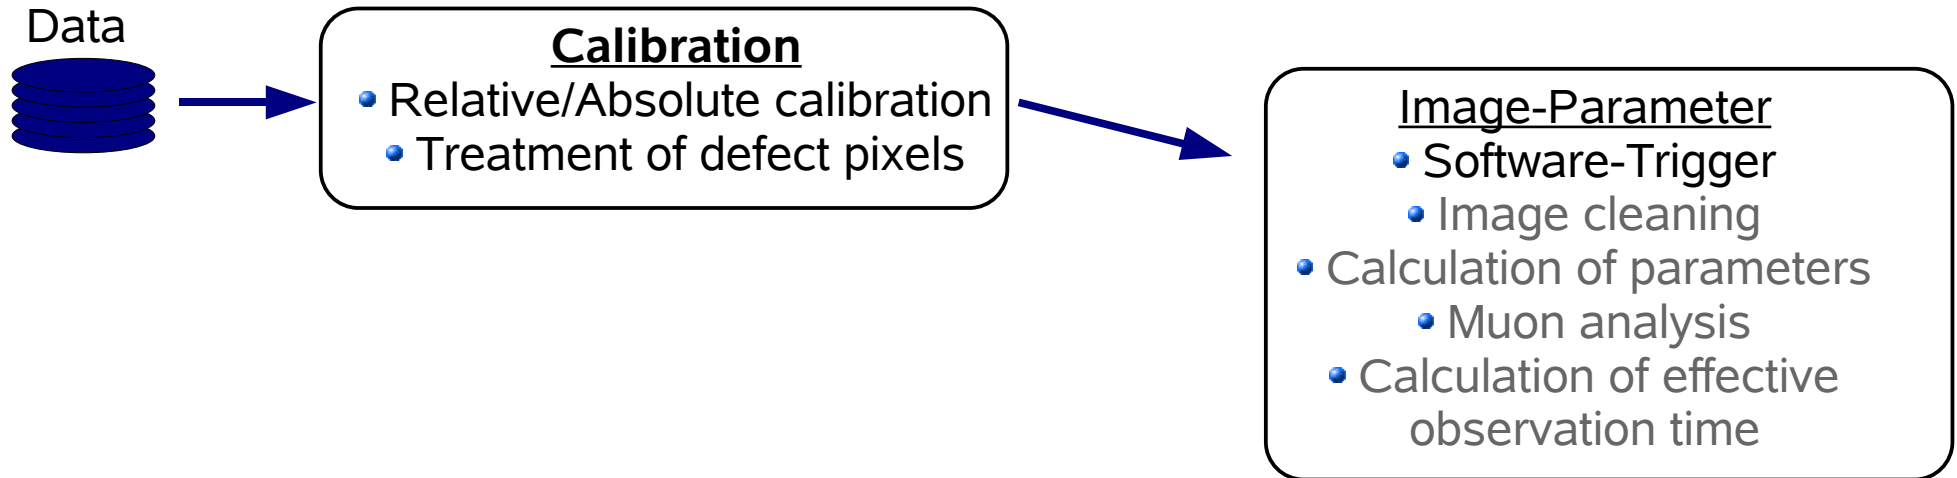 Data
Calibration
• Relative/Absolute calibration
• Treatment of defect pixels
Image-Parameter
• Software-Trigger
• Image cleaning
• Calculation of parameters
• Muon analysis
• Calculation of effective
observation time